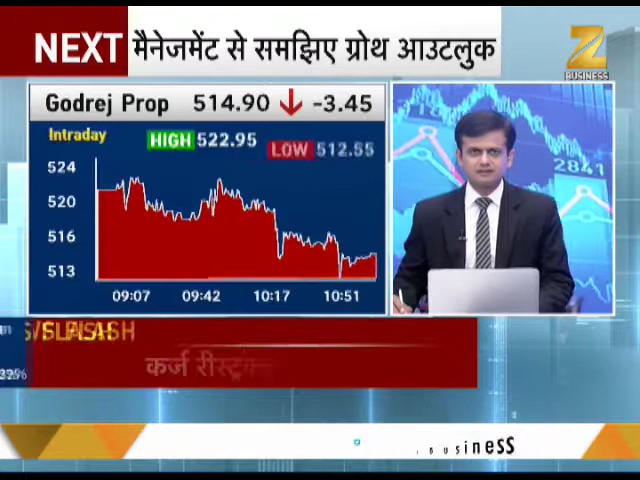 NEXT मैनेजमेंट से समझिए ग्रोथ आउटलुक
Z
BUSINESS
Godrej Prop 514.90 -3.45
Intraday
HIGH 522.95 LOW 512.55
524
520
516
513
09:07 09:42 10:17 10:51
2841
कर्ज